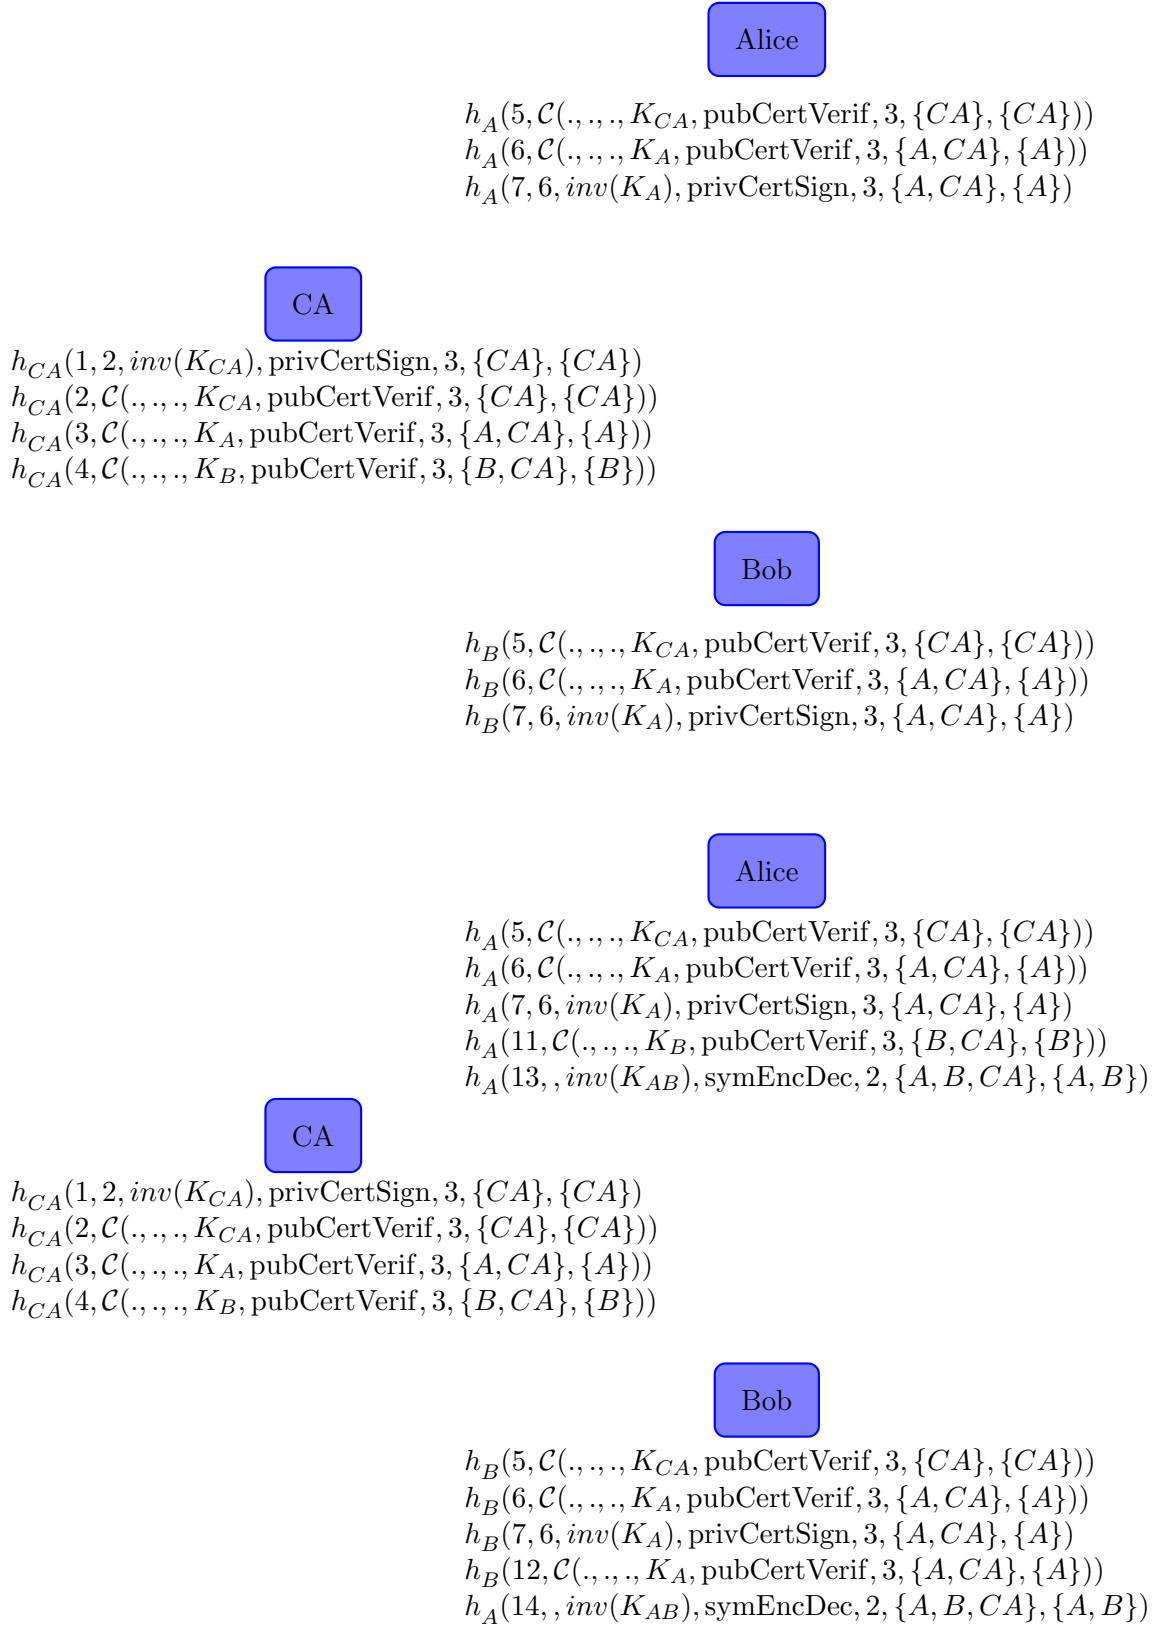 Alice
h_A(5, C(., ., ., K_CA, pubCertVerif, 3, {CA}, {CA}))
h_A(6, C(., ., ., K_A, pubCertVerif, 3, {A, CA}, {A}))
h_A(7, 6, inv(K_A), privCertSign, 3, {A, CA}, {A})
CA
h_CA(1, 2, inv(K_CA), privCertSign, 3, {CA}, {CA})
h_CA(2, C(., ., ., K_CA, pubCertVerif, 3, {CA}, {CA}))
h_CA(3, C(., ., ., K_A, pubCertVerif, 3, {A, CA}, {A}))
h_CA(4, C(., ., ., K_B, pubCertVerif, 3, {B, CA}, {B}))
Bob
h_B(5, C(., ., ., K_CA, pubCertVerif, 3, {CA}, {CA}))
h_B(6, C(., ., ., K_A, pubCertVerif, 3, {A, CA}, {A}))
h_B(7, 6, inv(K_A), privCertSign, 3, {A, CA}, {A})
Alice
h_A(5, C(., ., ., K_CA, pubCertVerif, 3, {CA}, {CA}))
h_A(6, C(., ., ., K_A, pubCertVerif, 3, {A, CA}, {A}))
h_A(7, 6, inv(K_A), privCertSign, 3, {A, CA}, {A})
h_A(11, C(., ., ., K_B, pubCertVerif, 3, {B, CA}, {B}))
h_A(13, , inv(K_AB), symEncDec, 2, {A, B, CA}, {A, B})
CA
h_CA(1, 2, inv(K_CA), privCertSign, 3, {CA}, {CA})
h_CA(2, C(., ., ., K_CA, pubCertVerif, 3, {CA}, {CA}))
h_CA(3, C(., ., ., K_A, pubCertVerif, 3, {A, CA}, {A}))
h_CA(4, C(., ., ., K_B, pubCertVerif, 3, {B, CA}, {B}))
Bob
h_B(5, C(., ., ., K_CA, pubCertVerif, 3, {CA}, {CA}))
h_B(6, C(., ., ., K_A, pubCertVerif, 3, {A, CA}, {A}))
h_B(7, 6, inv(K_A), privCertSign, 3, {A, CA}, {A})
h_B(12, C(., ., ., K_A, pubCertVerif, 3, {A, CA}, {A}))
h_A(14, , inv(K_AB), symEncDec, 2, {A, B, CA}, {A, B})